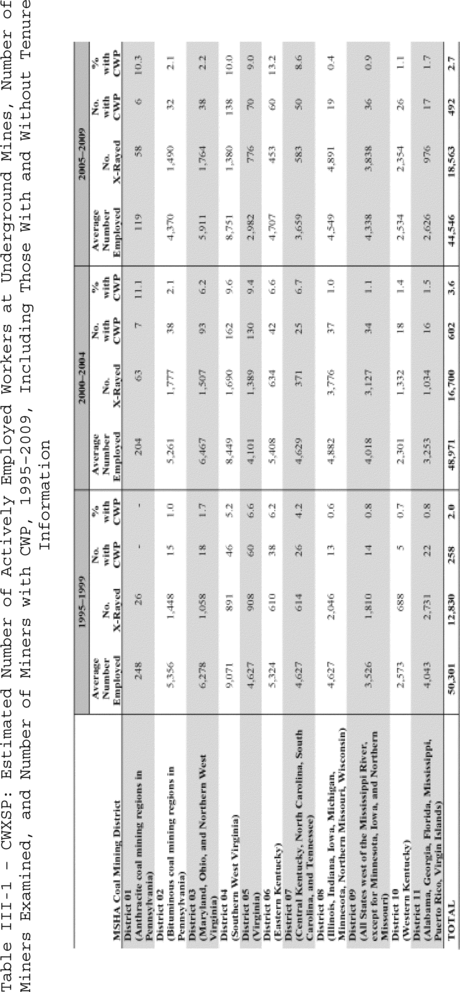 Table III-1 - CWXSP: Estimated Number of Actively Employed Workers at Underground Mines, Number of
Miners Examined, and Number of Miners with CWP, 1995-2009, Including Those With and Without Tenure
Information
1995–1999 2000–2004 2005–2009
MSHA Coal Mining District Average Number Employed No. X-Rayed No. with CWP % with CWP Average Number Employed No. X-Rayed No. with CWP % with CWP Average Number Employed No. X-Rayed No. with CWP % with CWP
District 01
(Anthracite coal mining regions in 248 26 - - 204 63 7 11.1 119 58 6 10.3
Pennsylvania)
District 02
(Bituminous coal mining regions in 5,356 1,448 15 1.0 5,261 1,777 38 2.1 4,370 1,490 32 2.1
Pennsylvania)
District 03
(Maryland, Ohio, and Northern West 6,278 1,058 18 1.7 6,467 1,507 93 6.2 5,911 1,764 38 2.2
Virginia)
District 04
(Southern West Virginia) 9,071 891 46 5.2 8,449 1,690 162 9.6 8,751 1,380 138 10.0
District 05
(Virginia) 4,627 908 60 6.6 4,101 1,389 130 9.4 2,982 776 70 9.0
District 06
(Eastern Kentucky) 5,324 610 38 6.2 5,408 634 42 6.6 4,707 453 60 13.2
District 07
(Central Kentucky, North Carolina, South 4,627 614 26 4.2 4,629 371 25 6.7 3,659 583 50 8.6
Carolina, and Tennessee)
District 08
(Illinois, Indiana, Iowa, Michigan, 4,627 2,046 13 0.6 4,882 3,776 37 1.0 4,549 4,891 19 0.4
Minnesota, Northern Missouri, Wisconsin)
District 09
(All States west of the Mississippi River, 3,526 1,810 14 0.8 4,018 3,127 34 1.1 4,338 3,838 36 0.9
except for Minnesota, Iowa, and Northern
Missouri)
District 10
(Western Kentucky) 2,573 688 5 0.7 2,301 1,332 18 1.4 2,534 2,354 26 1.1
District 11
(Alabama, Georgia, Florida, Mississippi, 4,043 2,731 22 0.8 3,253 1,034 16 1.5 2,626 976 17 1.7
Puerto Rico, Virgin Islands)
TOTAL 50,301 12,830 258 2.0 48,971 16,700 602 3.6 44,546 18,563 492 2.7